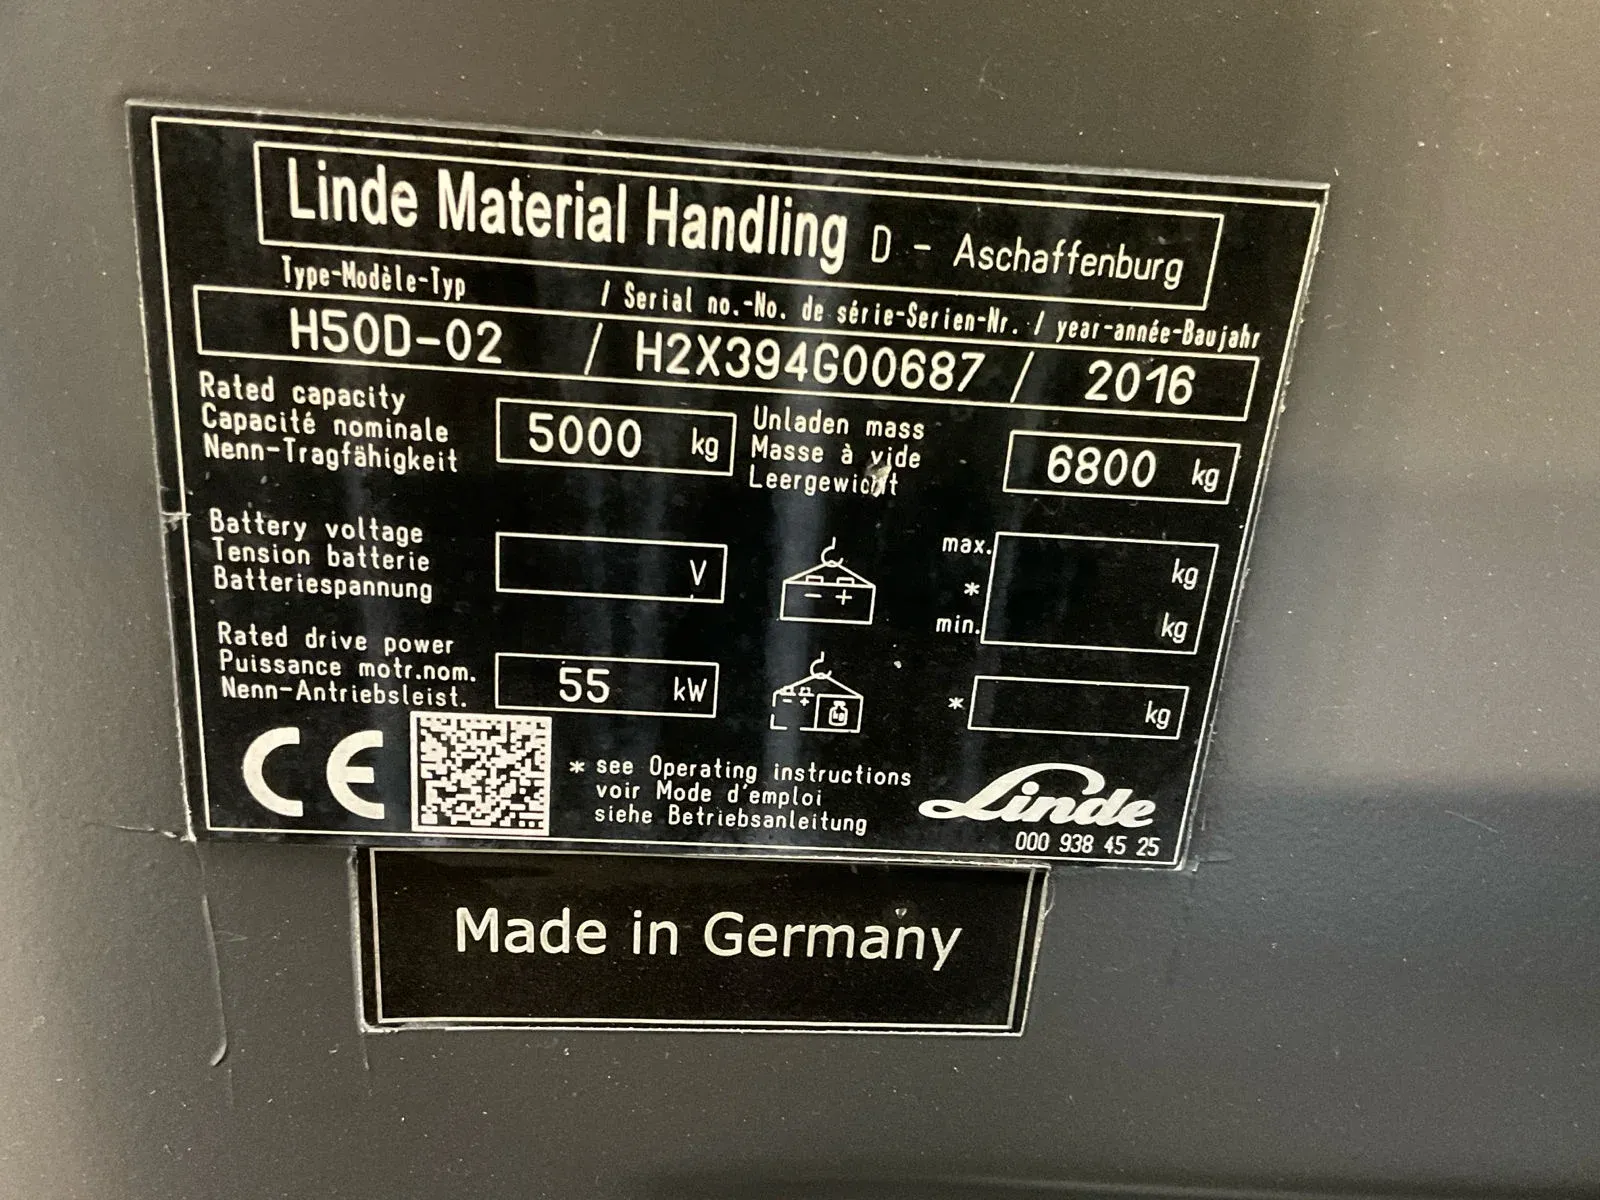 Linde Material Handling D - Aschaffenburg
Type-Modèle-Typ / Serial no.-No. de série-Serien-Nr. / year-année-Baujahr
H50D-02 / H2X394G00687 / 2016
Rated capacity
Capacité nominale
Nenn-Tragfähigkeit
5000 kg
Unladen mass
Masse à vide
Leergewicht
6800 kg
Battery voltage
Tension batterie
Batteriespannung
V
- +
max.
*
min.
kg
kg
Rated drive power
Puissance motr.nom.
Nenn-Antriebsleist.
55 kW
- +
kg
*
kg
CE
* see Operating instructions
voir Mode d'emploi
siehe Betriebsanleitung
Linde
000 938 45 25
Made in Germany